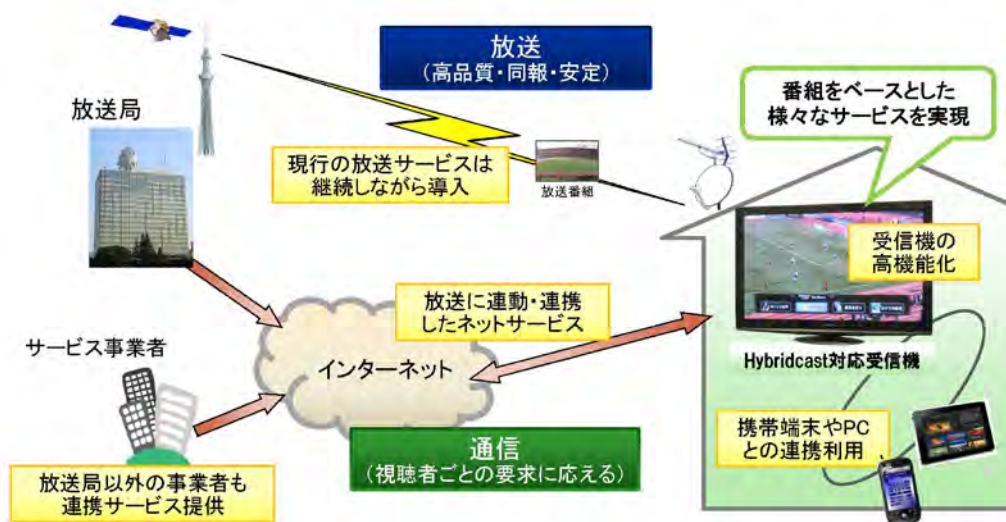 放送
（高品質・同報・安定）
番組をベースとした
様々なサービスを実現
放送局
現行の放送サービスは
継続しながら導入
放送番組
受信機の
高機能化
放送に連動・連携
したネットサービス
サービス事業者
インターネット
Hybridcast対応受信機
通信
（視聴者ごとの要求に応える）
携帯端末やPC
との連携利用
放送局以外の事業者も
連携サービス提供